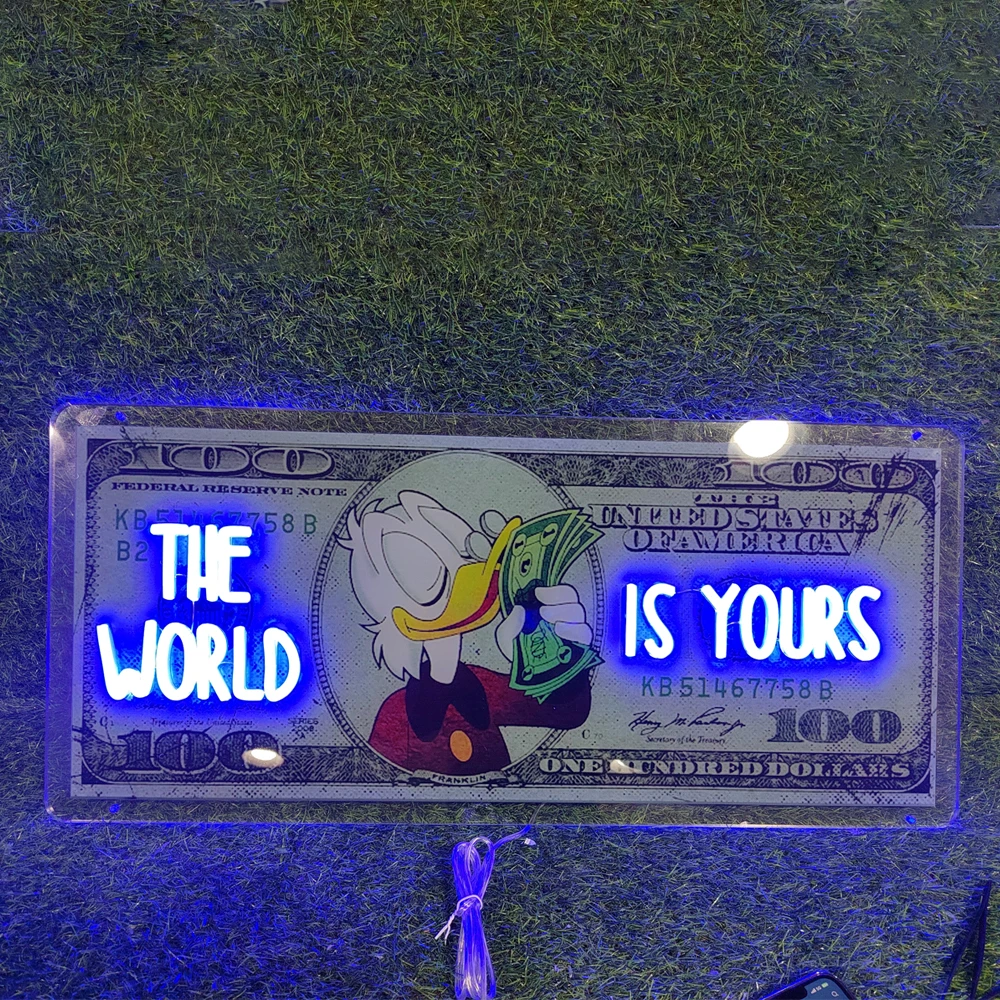 100
100
FEDERAL RESERVE NOTE
THE
UNITED STATES
OF AMERICA
THE
WORLD
IS YOURS
KB51467758B
Secretary of the Treasury
100
100
FRANKLIN
ONE HUNDRED DOLLARS